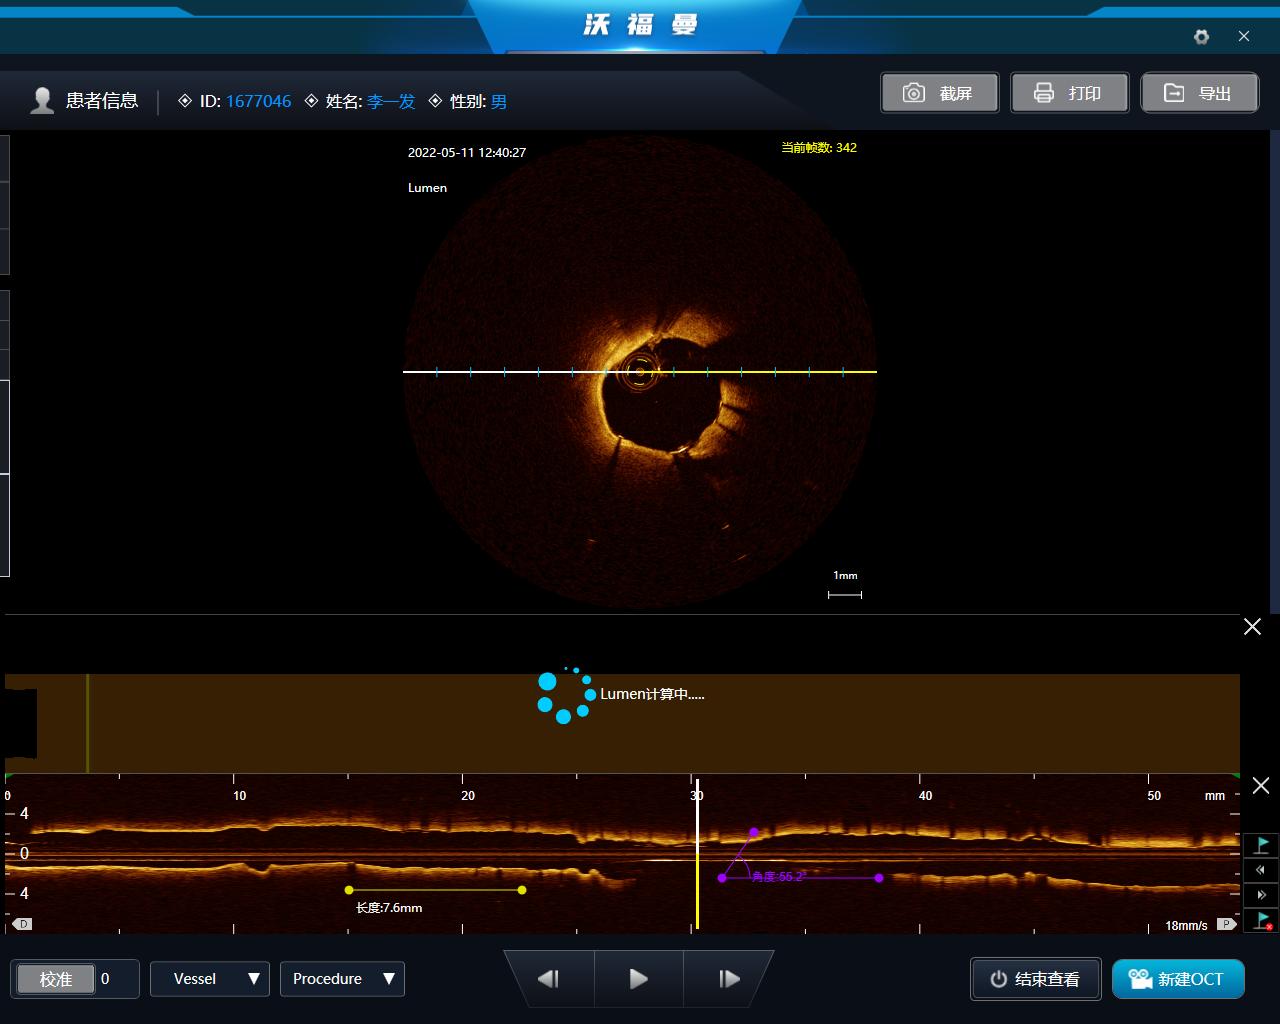 沃福曼
患者信息 ID: 1677046 姓名: 李一发 性别: 男
截屏 打印 导出
2022-05-11 12:40:27
当前帧数: 342
Lumen
1mm
Lumen计算中.....
0 10 20 30 40 50 mm
4
0
4
角度:55.2°
长度:7.6mm
D
18mm/s P
校准 0 Vessel Procedure 结束查看 新建OCT